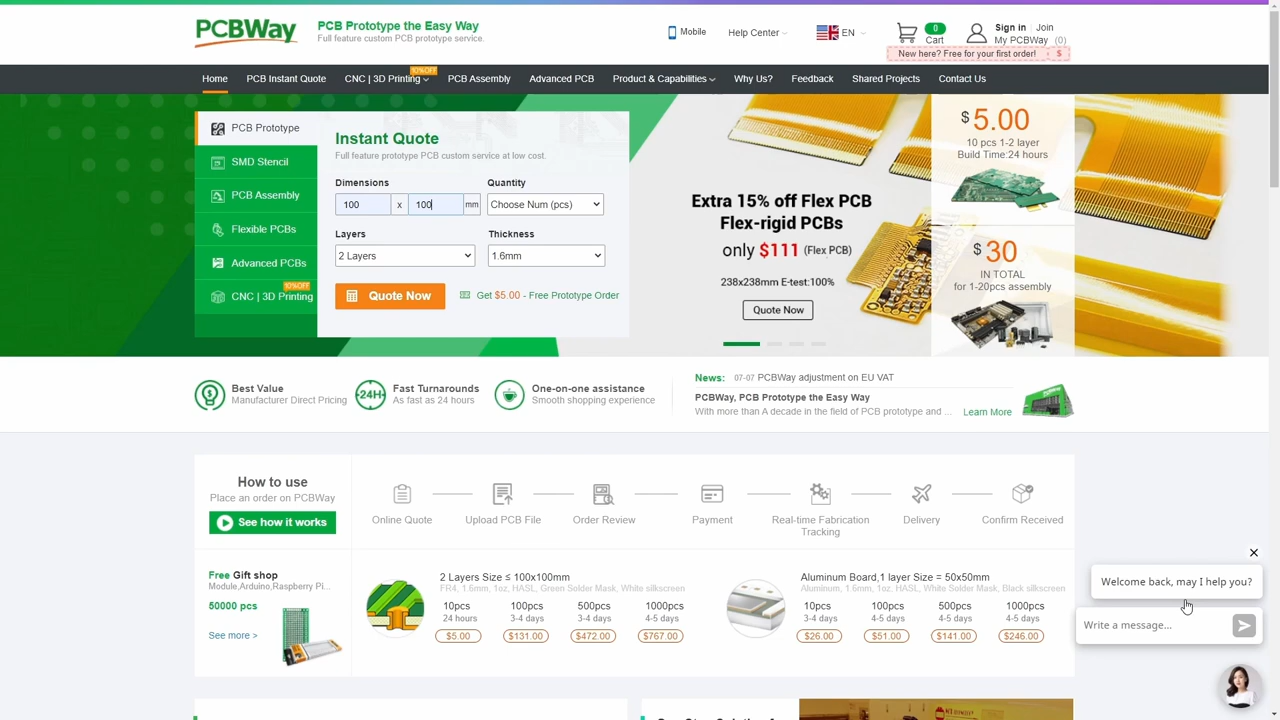 PCBWay
PCB Prototype the Easy Way
Full feature custom PCB prototype service.
Mobile
Help Center
EN
0
Cart
Sign in
Join
My PCBWay (0)
New here? Free for your first order!
$
Home
PCB Instant Quote
CNC | 3D Printing
10%OFF
PCB Assembly
Advanced PCB
Product & Capabilities
Why Us?
Feedback
Shared Projects
Contact Us
PCB Prototype
SMD Stencil
PCB Assembly
Flexible PCBs
Advanced PCBs
10%OFF
CNC | 3D Printing
Instant Quote
Full feature prototype PCB custom service at low cost.
Dimensions
Quantity
100 x 100 mm
Choose Num (pcs)
Layers
Thickness
2 Layers
1.6mm
Quote Now
Get $5.00 - Free Prototype Order
Extra 15% off Flex PCB
Flex-rigid PCBs
only $111 (Flex PCB)
238x238mm E-test:100%
Quote Now
$5.00
10 pcs 1-2 layer
Build Time:24 hours
$30
IN TOTAL
for 1-20pcs assembly
Best Value
Manufacturer Direct Pricing
24H
Fast Turnarounds
As fast as 24 hours
One-on-one assistance
Smooth shopping experience
News: 07-07 PCBWay adjustment on EU VAT
PCBWay, PCB Prototype the Easy Way
With more than A decade in the field of PCB prototype and ...
Learn More
How to use
Place an order on PCBWay
See how it works
Online Quote
Upload PCB File
Order Review
Payment
Real-time Fabrication
Tracking
Delivery
Confirm Received
Free Gift shop
Module,Arduino,Raspberry Pi...
50000 pcs
See more >
2 Layers Size ≤ 100x100mm
FR4, 1.6mm, 1oz, HASL, Green Solder Mask, White silkscreen
10pcs 100pcs 500pcs 1000pcs
24 hours 3-4 days 3-4 days 4-5 days
$5.00 $131.00 $472.00 $767.00
Aluminum Board,1 layer Size = 50x50mm
Aluminum, 1.6mm, 1oz, HASL, White Solder Mask, Black silkscreen
10pcs 100pcs 500pcs 1000pcs
3-4 days 4-5 days 4-5 days 4-5 days
$26.00 $51.00 $141.00 $246.00
Welcome back, may I help you?
Write a message...